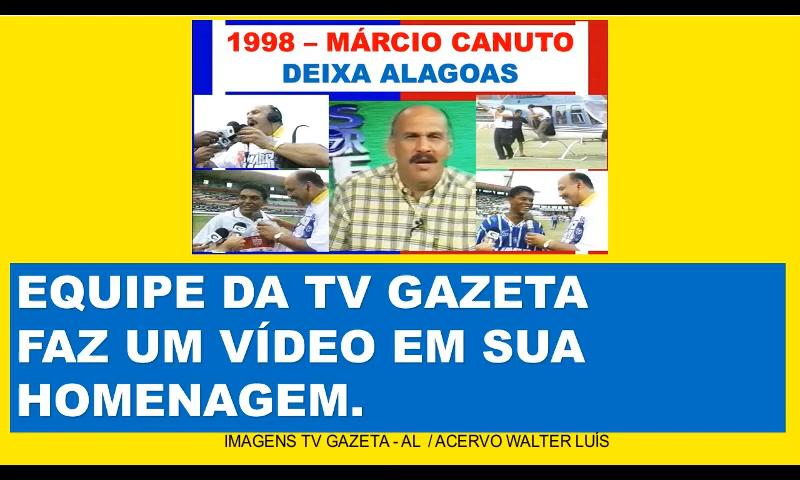 1998 – MÁRCIO CANUTO
DEIXA ALAGOAS
EQUIPE DA TV GAZETA
FAZ UM VÍDEO EM SUA
HOMENAGEM.
IMAGENS TV GAZETA - AL / ACERVO WALTER LUÍS